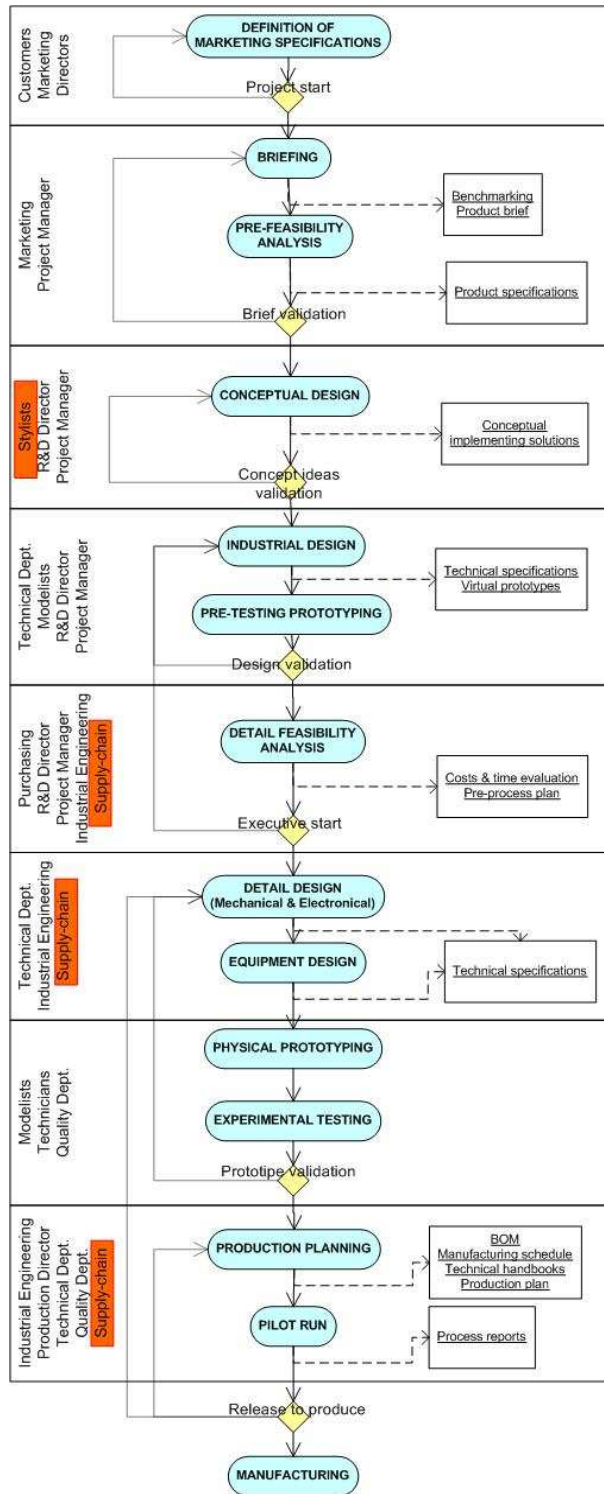 Customers
Marketing
Directors
DEFINITION OF
MARKETING SPECIFICATIONS
Project start
Marketing
Project Manager
BRIEFING
Benchmarking
Product brief
PRE-FEASIBILITY
ANALYSIS
Product specifications
Brief validation
Stylists
R&D Director
Project Manager
CONCEPTUAL DESIGN
Conceptual
implementing solutions
Concept ideas
validation
Technical Dept.
Modelists
R&D Director
Project Manager
INDUSTRIAL DESIGN
Technical specifications
Virtual prototypes
PRE-TESTING PROTOTYPING
Design validation
Purchasing
R&D Director
Project Manager
Industrial Engineering
Supply-chain
DETAIL FEASIBILITY
ANALYSIS
Costs & time evaluation
Pre-process plan
Executive start
Technical Dept.
Industrial Engineering
Supply-chain
DETAIL DESIGN
(Mechanical & Electronical)
EQUIPMENT DESIGN
Technical specifications
Modelists
Technicians
Quality Dept.
PHYSICAL PROTOTYPING
EXPERIMENTAL TESTING
Prototipe validation
Industrial Engineering
Production Director
Technical Dept.
Quality Dept.
Supply-chain
PRODUCTION PLANNING
BOM
Manufacturing schedule
Technical handbooks
Production plan
PILOT RUN
Process reports
Release to produce
MANUFACTURING